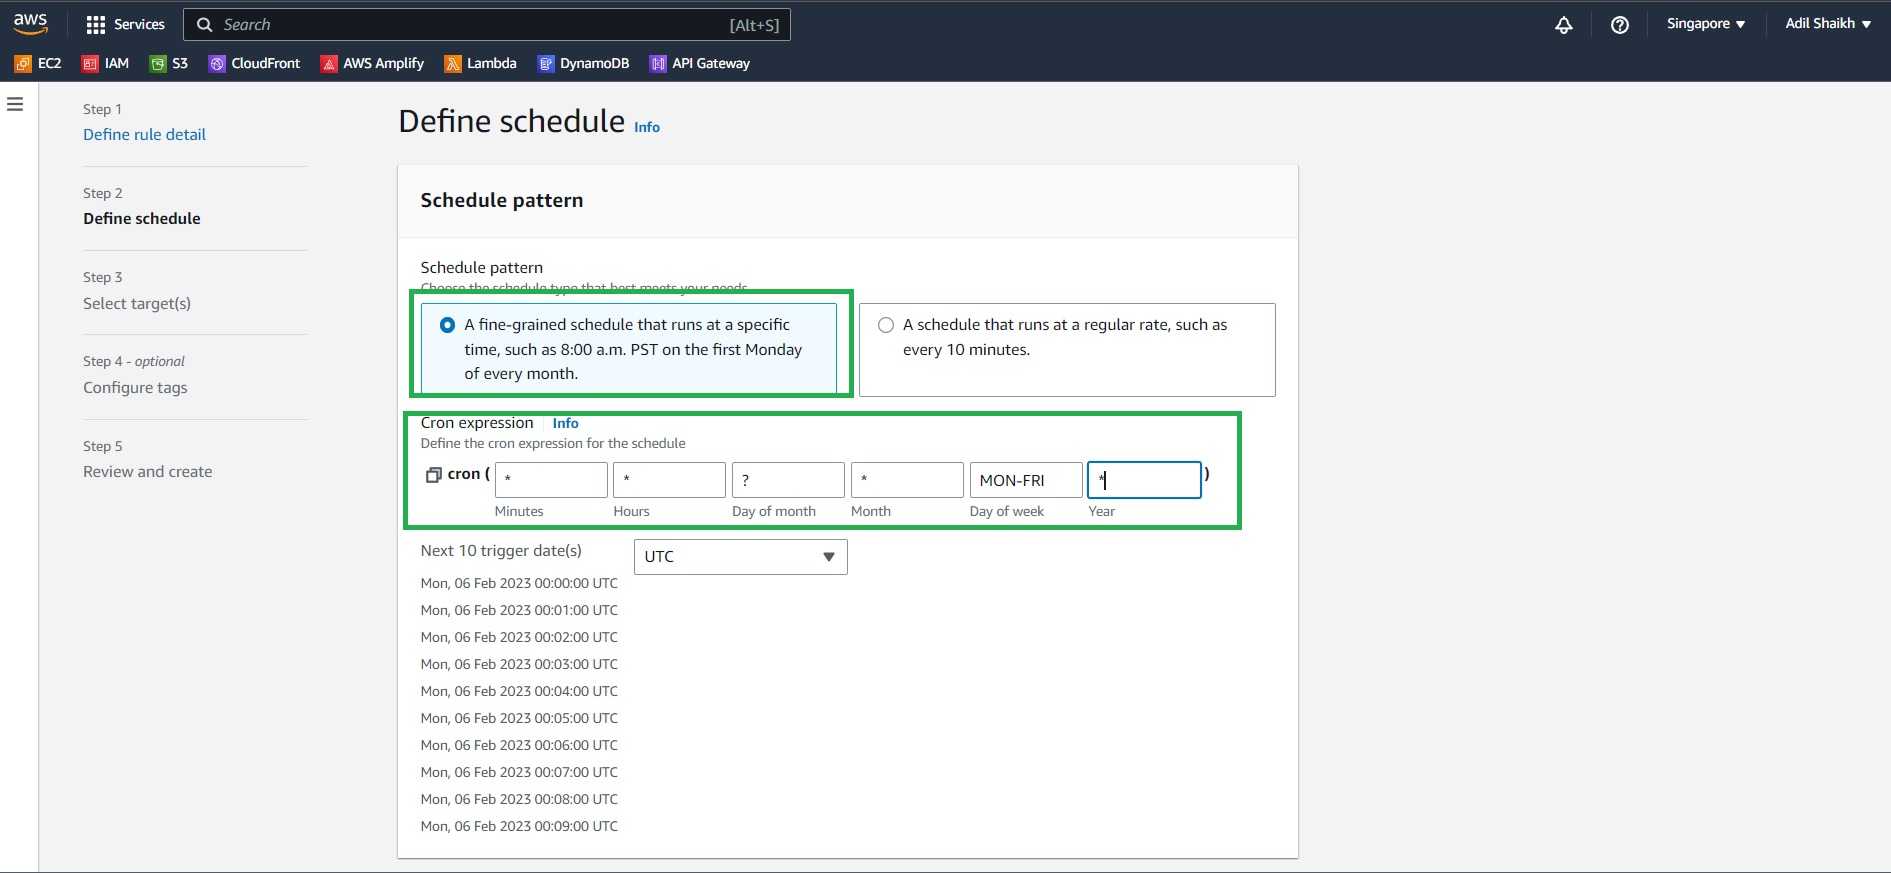 aws
Services
Search
[Alt+S]
Singapore
Adil Shaikh
EC2
IAM
S3
CloudFront
AWS Amplify
Lambda
DynamoDB
API Gateway
Step 1
Define rule detail
Step 2
Define schedule
Step 3
Select target(s)
Step 4 - optional
Configure tags
Step 5
Review and create
Define schedule Info
Schedule pattern
Schedule pattern
Choose the schedule type that best meets your needs.
A fine-grained schedule that runs at a specific
time, such as 8:00 a.m. PST on the first Monday
of every month.
A schedule that runs at a regular rate, such as
every 10 minutes.
Cron expression Info
Define the cron expression for the schedule
cron ( * * ? * MON-FRI * )
Minutes Hours Day of month Month Day of week Year
Next 10 trigger date(s)
UTC
Mon, 06 Feb 2023 00:00:00 UTC
Mon, 06 Feb 2023 00:01:00 UTC
Mon, 06 Feb 2023 00:02:00 UTC
Mon, 06 Feb 2023 00:03:00 UTC
Mon, 06 Feb 2023 00:04:00 UTC
Mon, 06 Feb 2023 00:05:00 UTC
Mon, 06 Feb 2023 00:06:00 UTC
Mon, 06 Feb 2023 00:07:00 UTC
Mon, 06 Feb 2023 00:08:00 UTC
Mon, 06 Feb 2023 00:09:00 UTC